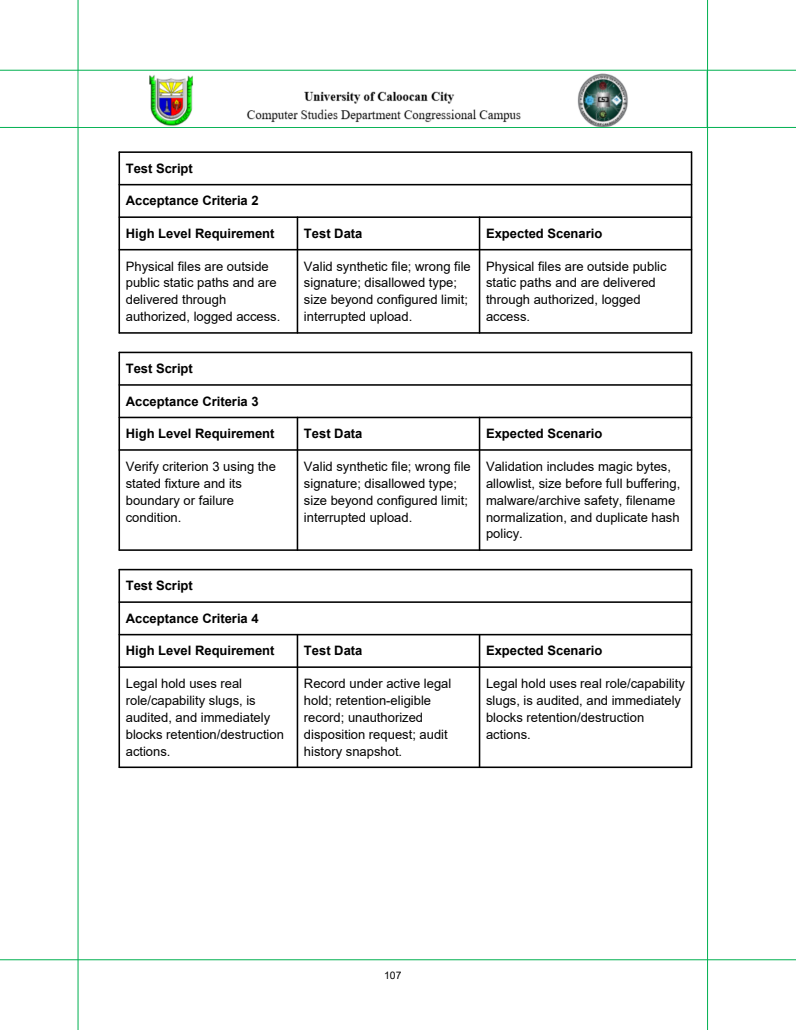 University of Caloocan City
Computer Studies Department Congressional Campus
Test Script
Acceptance Criteria 2
High Level Requirement
Test Data
Expected Scenario
Physical files are outside
public static paths and are
delivered through
authorized, logged access.
Valid synthetic file; wrong file
signature; disallowed type;
size beyond configured limit;
interrupted upload.
Physical files are outside public
static paths and are delivered
through authorized, logged
access.
Test Script
Acceptance Criteria 3
High Level Requirement
Test Data
Expected Scenario
Verify criterion 3 using the
stated fixture and its
boundary or failure
condition.
Valid synthetic file; wrong file
signature; disallowed type;
size beyond configured limit;
interrupted upload.
Validation includes magic bytes,
allowlist, size before full buffering,
malware/archive safety, filename
normalization, and duplicate hash
policy.
Test Script
Acceptance Criteria 4
High Level Requirement
Test Data
Expected Scenario
Legal hold uses real
role/capability slugs, is
audited, and immediately
blocks retention/destruction
actions.
Record under active legal
hold; retention-eligible
record; unauthorized
disposition request; audit
history snapshot.
Legal hold uses real role/capability
slugs, is audited, and immediately
blocks retention/destruction
actions.
107